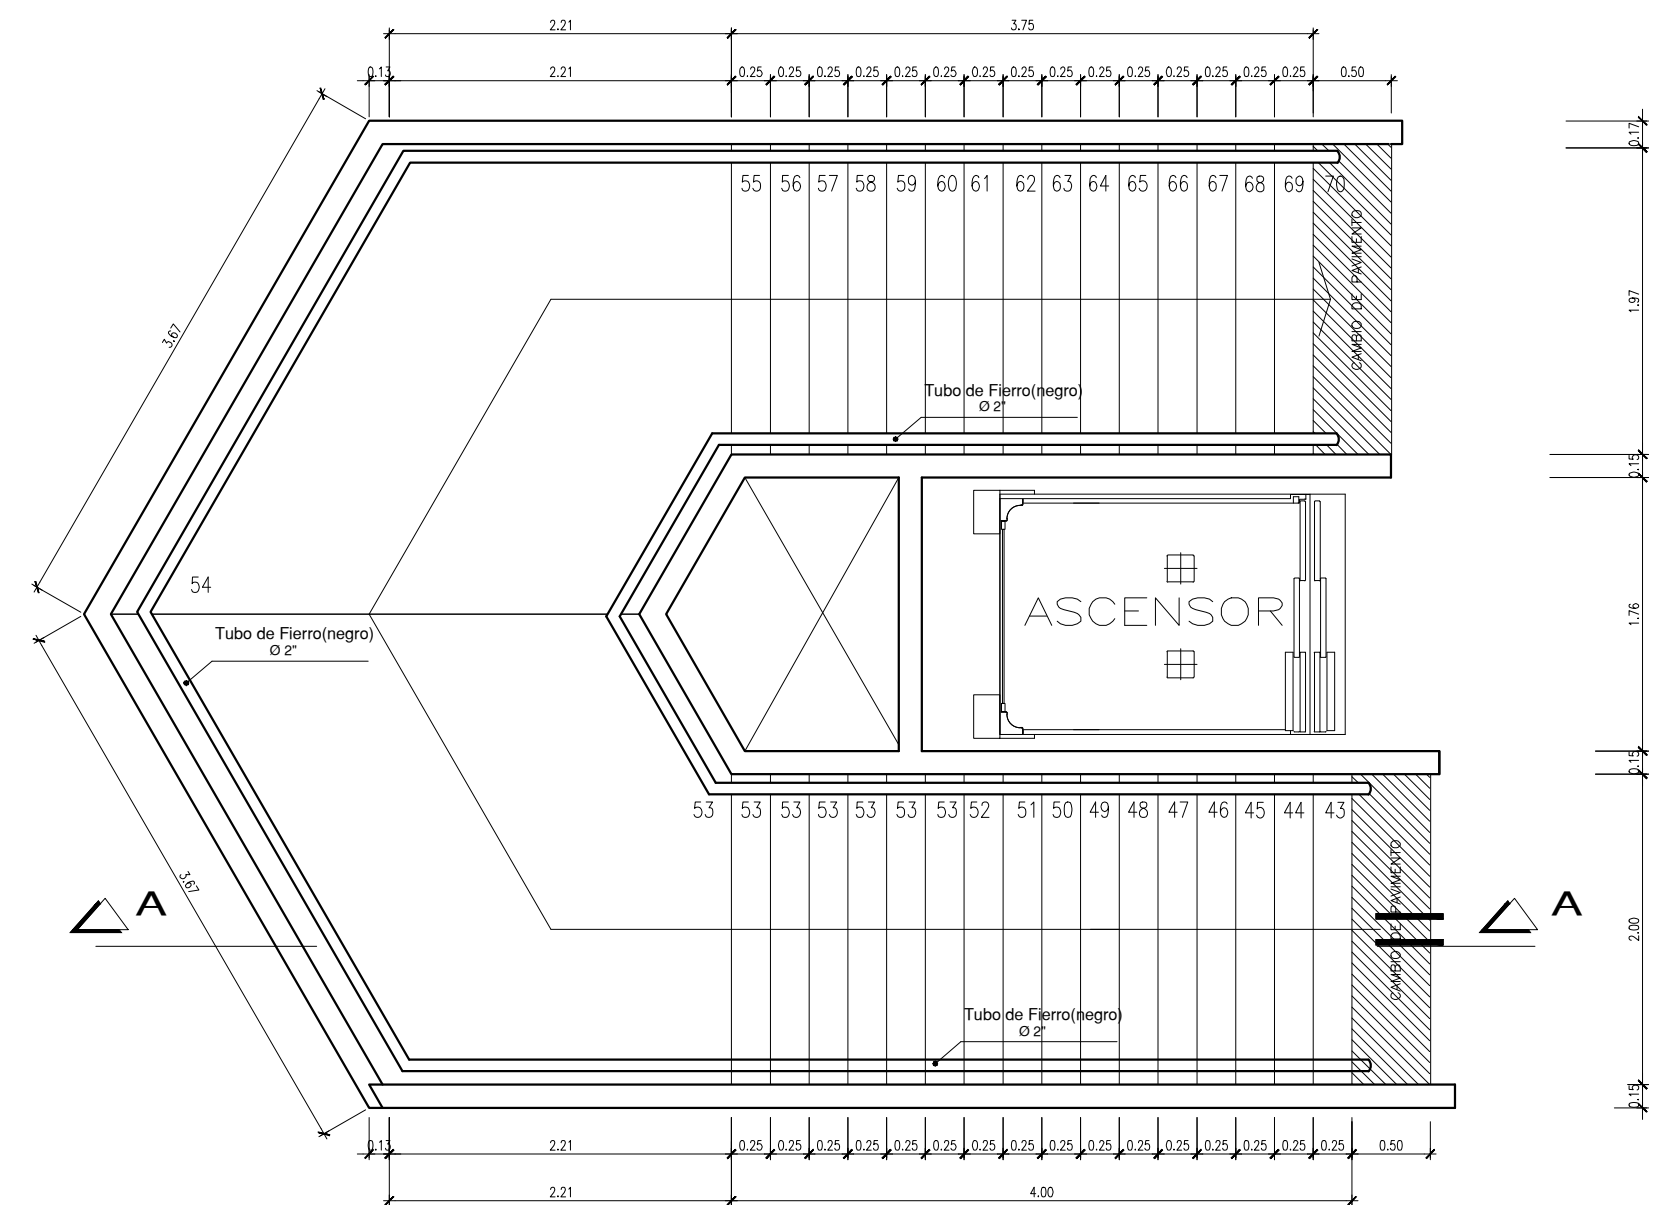 2.21 3.75
0.13 2.21 0.25 0.25 0.25 0.25 0.25 0.25 0.25 0.25 0.25 0.25 0.25 0.25 0.25 0.25 0.25 0.50
0.17
55 56 57 58 59 60 61 62 63 64 65 66 67 68 69 70
CAMBIO DE PAVIMENTO
1.97
3.67
Tubo de Fierro(negro)
Ø 2"
0.15
54
ASCENSOR
1.76
Tubo de Fierro(negro)
Ø 2"
0.15
53 53 53 53 53 53 53 52 51 50 49 48 47 46 45 44 43
3.67
A
CAMBIO DE PAVIMENTO
A
2.00
Tubo de Fierro(negro)
Ø 2"
0.15
0.13 2.21 0.25 0.25 0.25 0.25 0.25 0.25 0.25 0.25 0.25 0.25 0.25 0.25 0.25 0.25 0.25 0.25 0.50
2.21 4.00